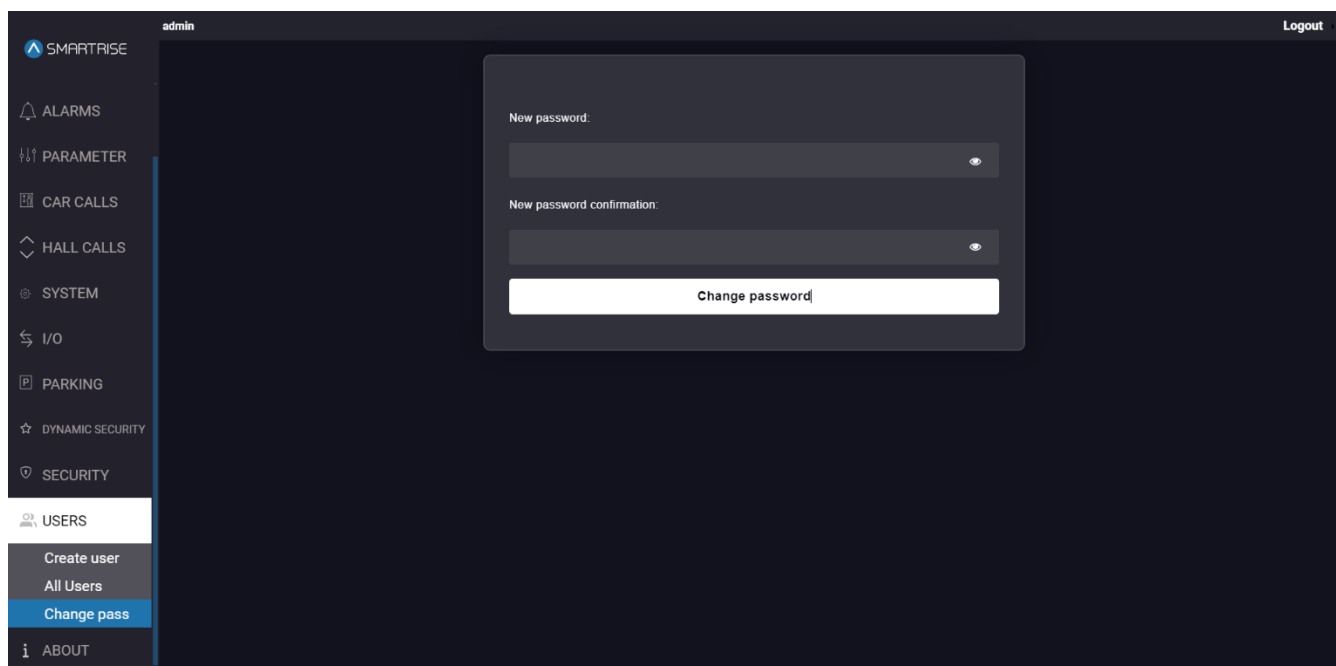 admin
Logout
SMARTRISE
ALARMS
PARAMETER
CAR CALLS
HALL CALLS
SYSTEM
I/O
PARKING
DYNAMIC SECURITY
SECURITY
USERS
Create user
All Users
Change pass
ABOUT
New password:
New password confirmation:
Change password